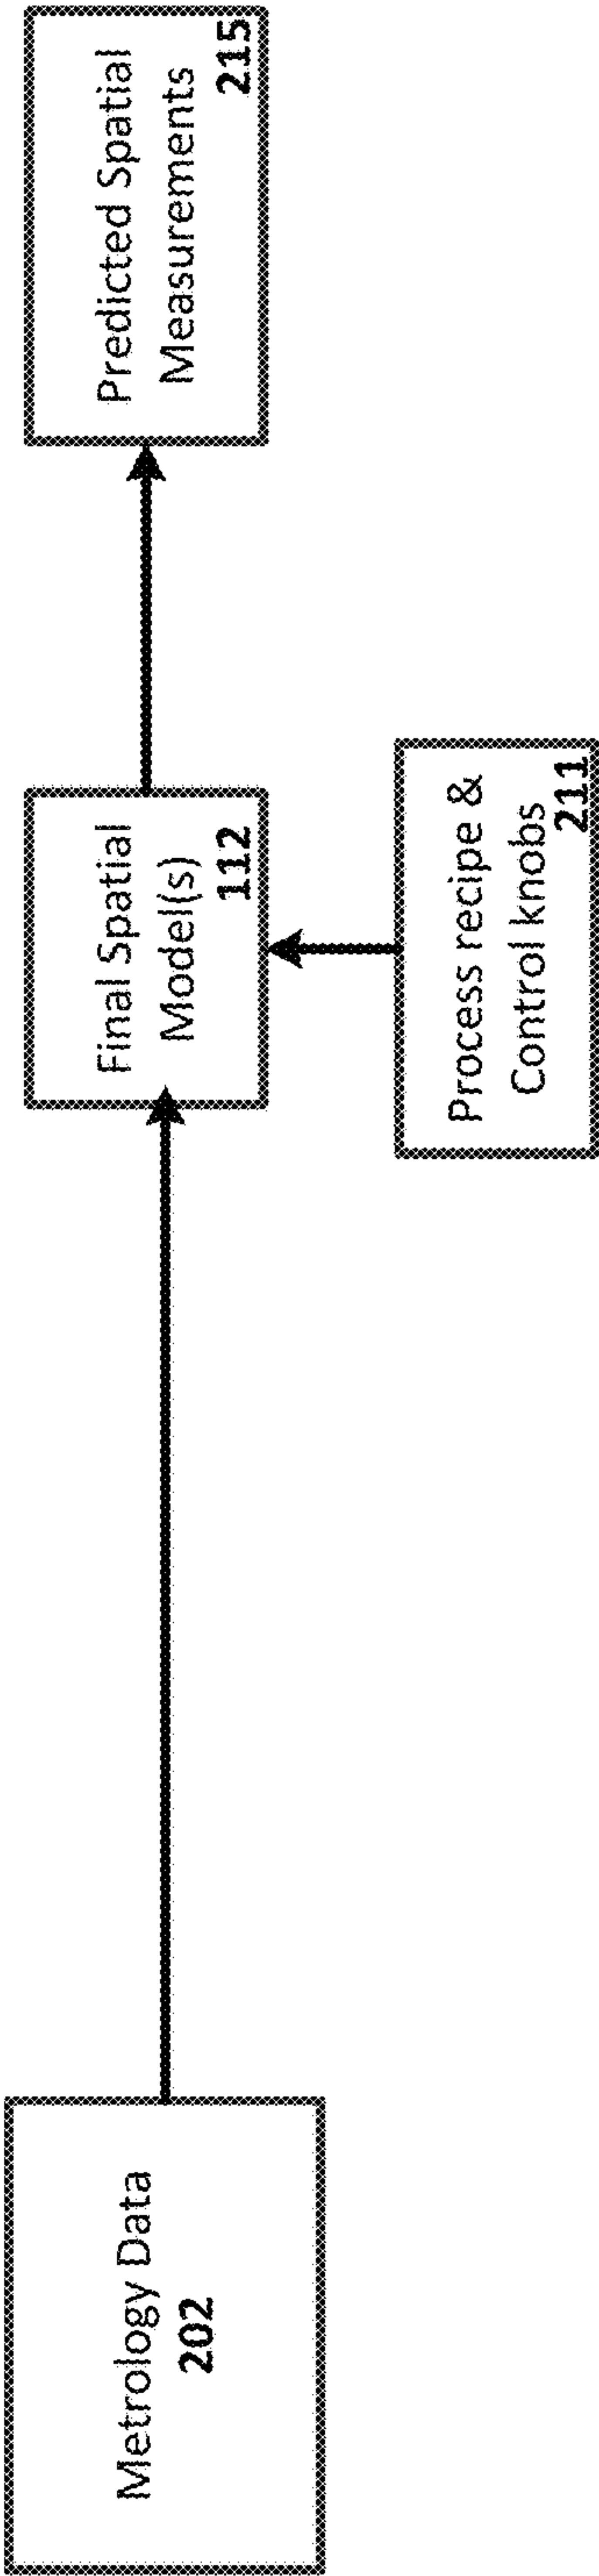 Metrology Data
202
Final Spatial
Model(s)
112
Process recipe &
Control knobs
211
Predicted Spatial
Measurements
215